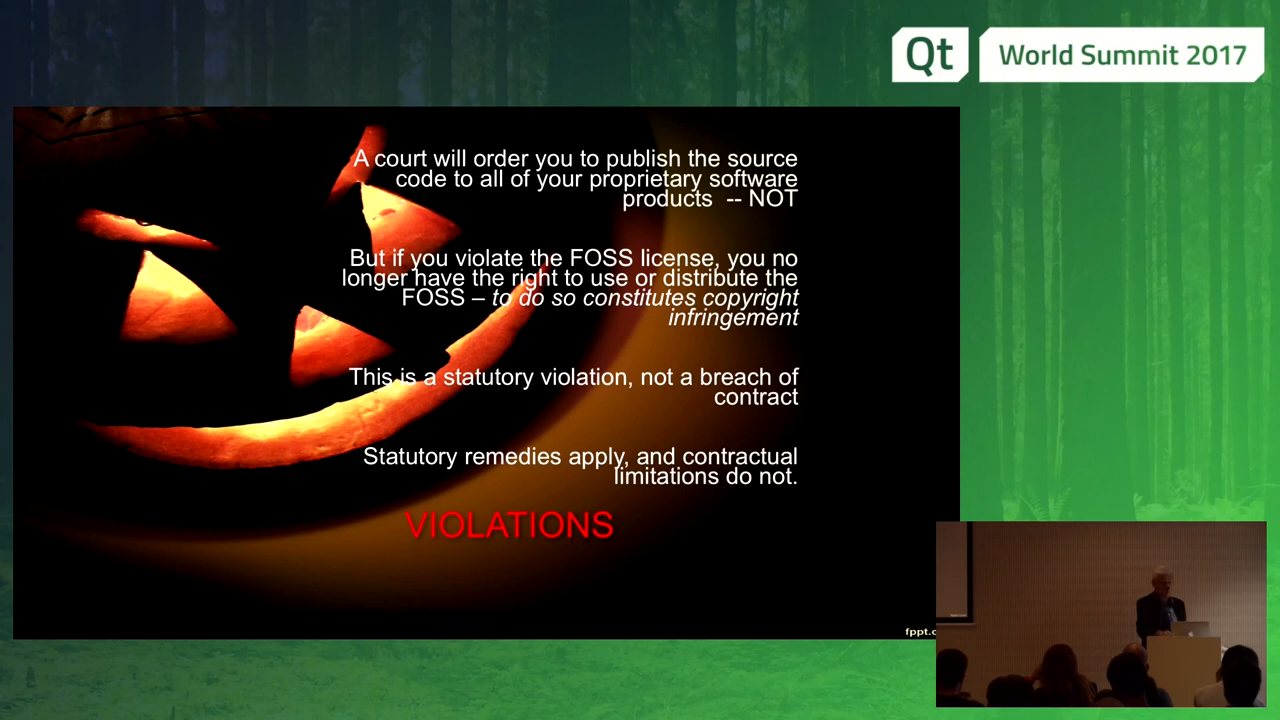 Qt
World Summit 2017
A court will order you to publish the source
code to all of your proprietary software
products -- NOT
But if you violate the FOSS license, you no
longer have the right to use or distribute the
FOSS – to do so constitutes copyright
infringement
This is a statutory violation, not a breach of
contract
Statutory remedies apply, and contractual
limitations do not.
VIOLATIONS